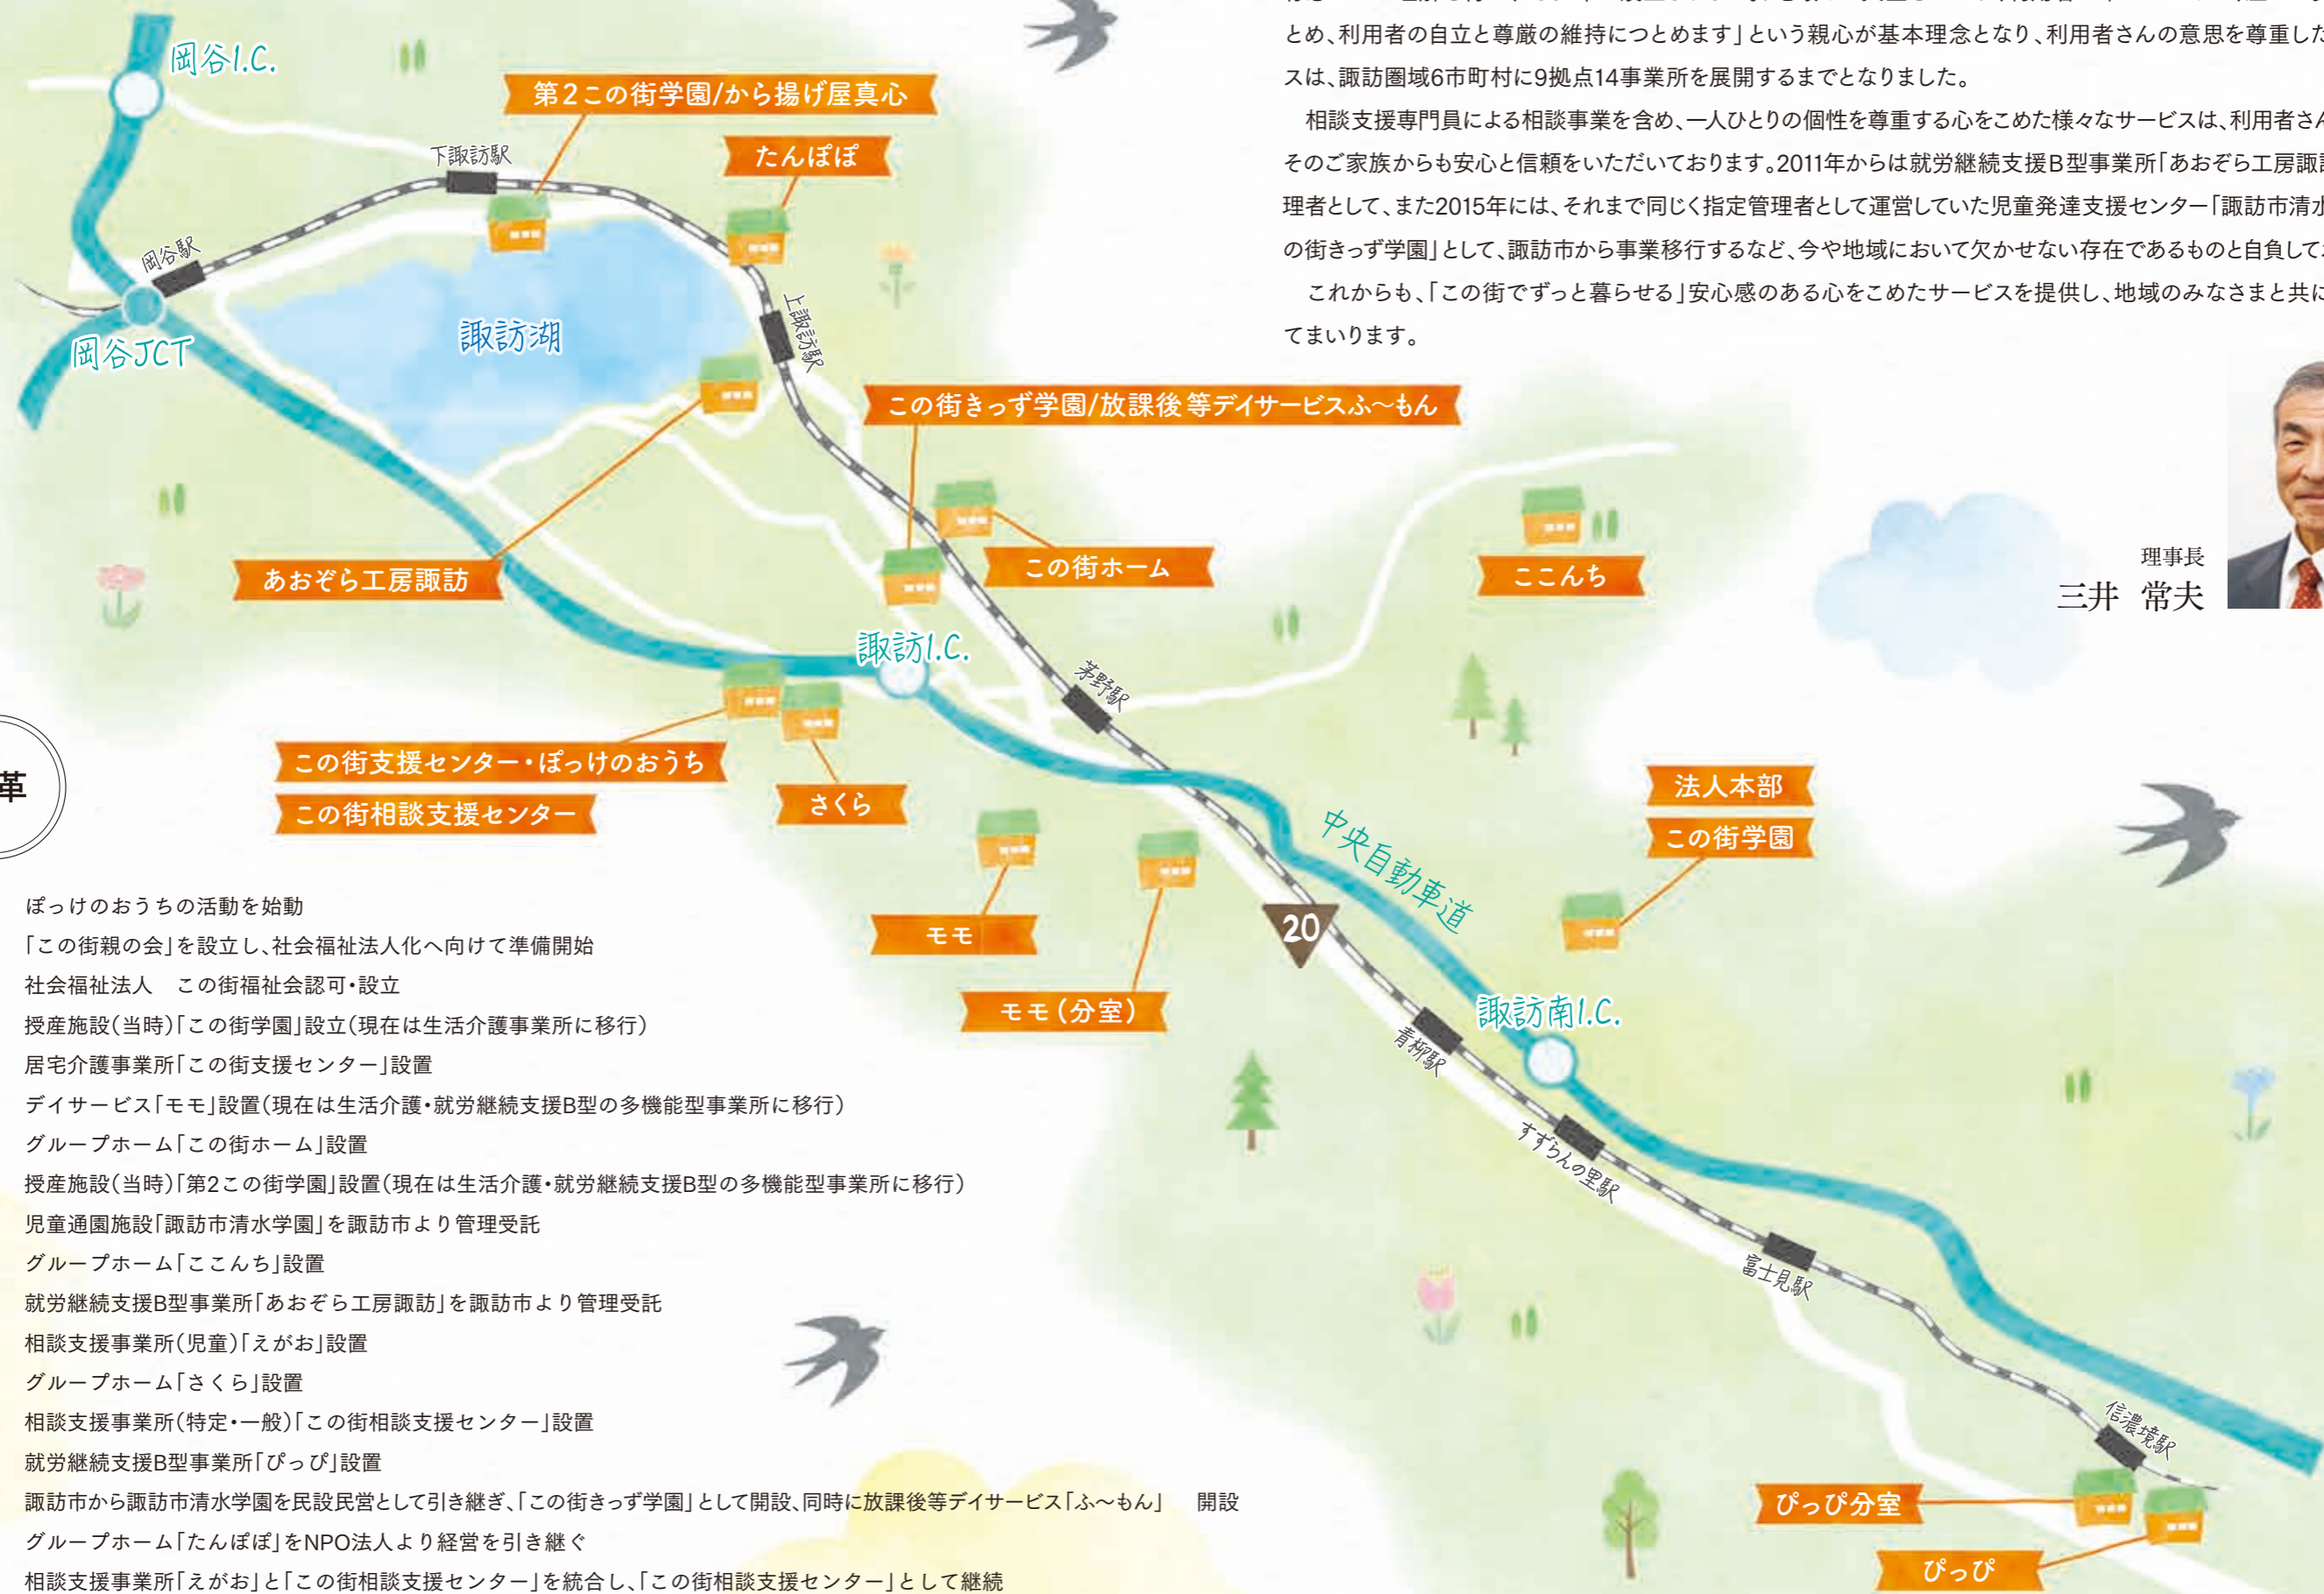 とめ、利用者の自立と尊厳の維持につとめます」という親心が基本理念となり、利用者さんの意思を尊重した
スは、諏訪圏域6市町村に9拠点14事業所を展開するまでとなりました。
　相談支援専門員による相談事業を含め、一人ひとりの個性を尊重する心をこめた様々なサービスは、利用者さん
そのご家族からも安心と信頼をいただいております。2011年からは就労継続支援B型事業所「あおぞら工房諏訪
理者として、また2015年には、それまで同じく指定管理者として運営していた児童発達支援センター「諏訪市清水
の街きっず学園」として、諏訪市から事業移行するなど、今や地域において欠かせない存在であるものと自負して
　これからも、「この街でずっと暮らせる」安心感のある心をこめたサービスを提供し、地域のみなさまと共に
てまいります。
理事長
三井　常夫
岡谷I.C.
第2この街学園/から揚げ屋真心
たんぽぽ
下諏訪駅
岡谷駅
上諏訪駅
諏訪湖
岡谷JCT
この街きっず学園/放課後等デイサービスふ～もん
この街ホーム
ここんち
あおぞら工房諏訪
諏訪I.C.
茅野駅
この街支援センター・ぽっけのおうち
この街相談支援センター
さくら
法人本部
この街学園
中央自動車道
モモ
20
モモ(分室)
諏訪南I.C.
青柳駅
すずらんの里駅
富士見駅
信濃境駅
ぴっぴ分室
ぴっぴ
革
ぽっけのおうちの活動を始動
「この街親の会」を設立し、社会福祉法人化へ向けて準備開始
社会福祉法人　この街福祉会認可・設立
授産施設(当時)「この街学園」設立(現在は生活介護事業所に移行)
居宅介護事業所「この街支援センター」設置
デイサービス「モモ」設置(現在は生活介護・就労継続支援B型の多機能型事業所に移行)
グループホーム「この街ホーム」設置
授産施設(当時)「第2この街学園」設置(現在は生活介護・就労継続支援B型の多機能型事業所に移行)
児童通園施設「諏訪市清水学園」を諏訪市より管理受託
グループホーム「ここんち」設置
就労継続支援B型事業所「あおぞら工房諏訪」を諏訪市より管理受託
相談支援事業所(児童)「えがお」設置
グループホーム「さくら」設置
相談支援事業所(特定・一般)「この街相談支援センター」設置
就労継続支援B型事業所「ぴっぴ」設置
諏訪市から諏訪市清水学園を民設民営として引き継ぎ、「この街きっず学園」として開設、同時に放課後等デイサービス「ふ～もん」　開設
グループホーム「たんぽぽ」をNPO法人より経営を引き継ぐ
相談支援事業所「えがお」と「この街相談支援センター」を統合し、「この街相談支援センター」として継続